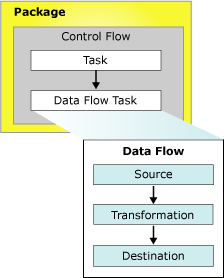 Package
Control Flow
Task
Data Flow Task
Data Flow
Source
Transformation
Destination